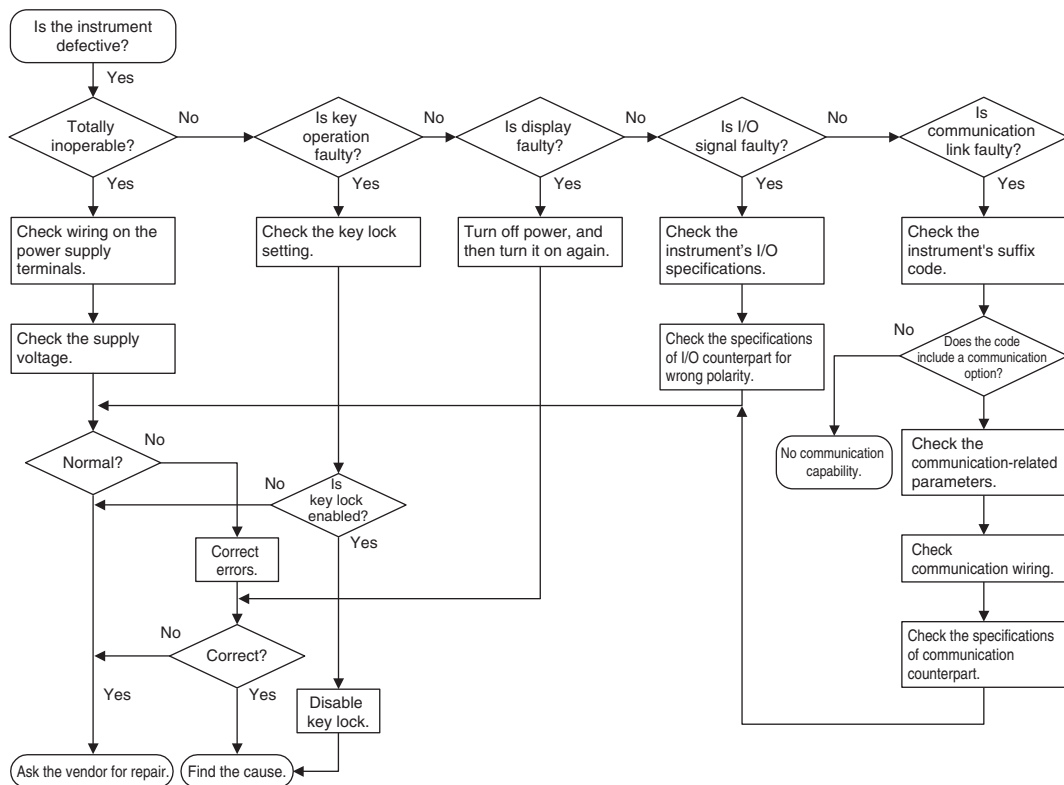 Is the instrument
defective?
Yes
Totally
inoperable?
No
Is key
operation
faulty?
No
Is display
faulty?
No
Is I/O
signal faulty?
No
Is
communication
link faulty?
Yes
Yes
Yes
Yes
Yes
Check wiring on the
power supply
terminals.
Check the key lock
setting.
Turn off power, and
then turn it on again.
Check the
instrument's I/O
specifications.
Check the
instrument's suffix
code.
Check the supply
voltage.
Check the specifications
of I/O counterpart for
wrong polarity.
No
Does the code
include a communication
option?
No communication
capability.
Check the
communication-related
parameters.
Normal?
No
No
Is
key lock
enabled?
Yes
Correct
errors.
Check
communication wiring.
No
Correct?
Check the specifications
of communication
counterpart.
Yes
Yes
Disable
key lock.
Ask the vendor for repair.
Find the cause.